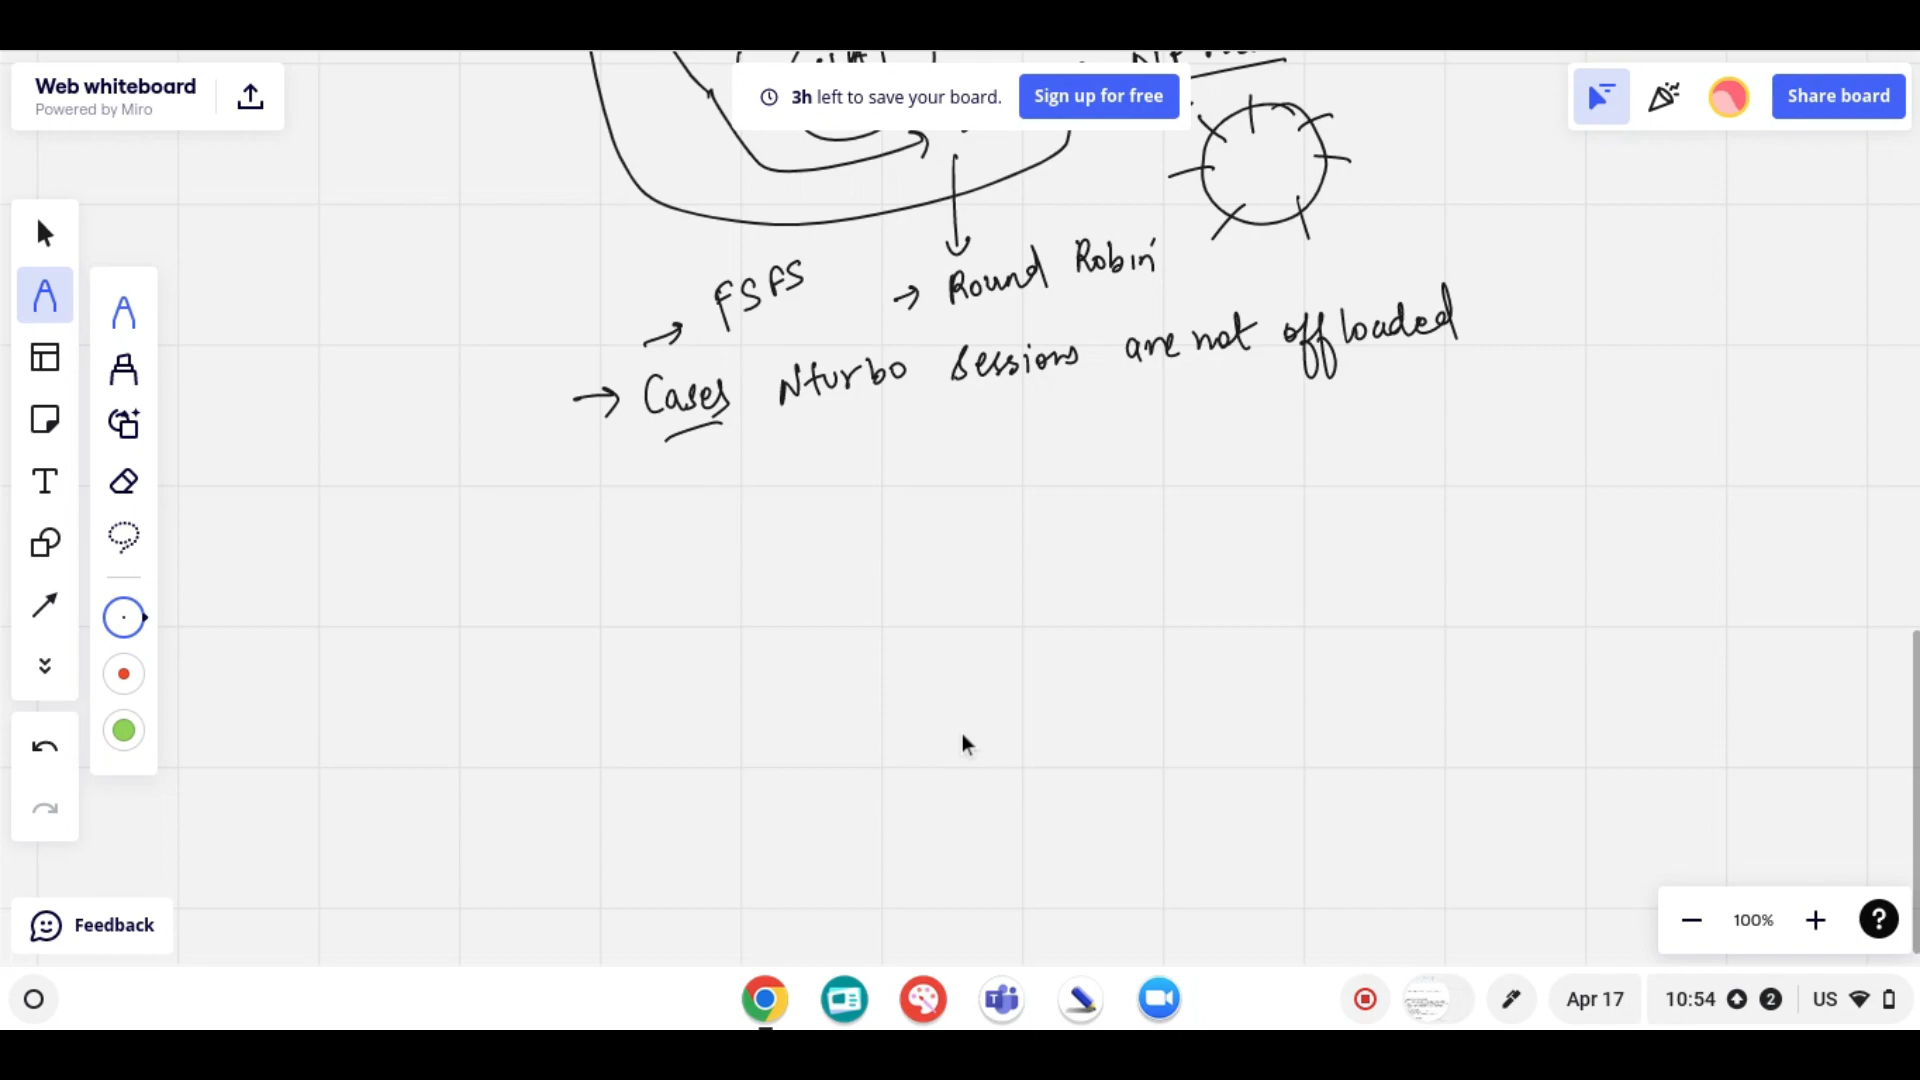 Web whiteboard
Powered by Miro
3h left to save your board.
Sign up for free
Share board
→ FSFS
→ Round Robin
→ Cases Nturbo sessions are not offloaded
T
Feedback
100%
?
Apr 17
10:54
2
US